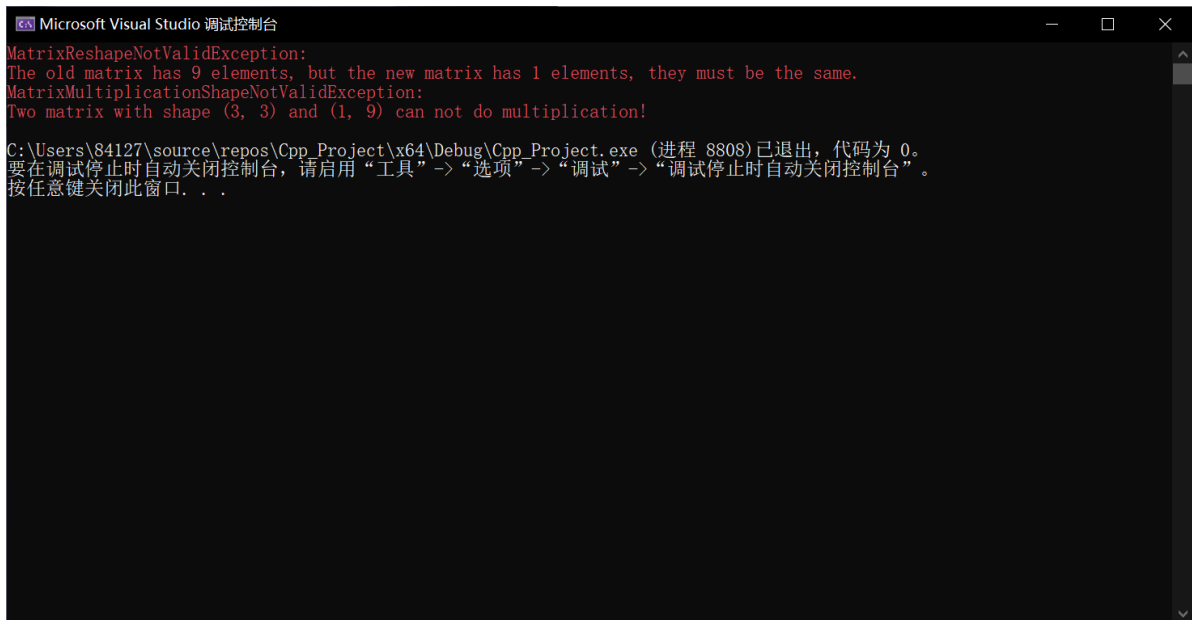 Microsoft Visual Studio 调试控制台
MatrixReshapeNotValidException:
The old matrix has 9 elements, but the new matrix has 1 elements, they must be the same.
MatrixMultiplicationShapeNotValidException:
Two matrix with shape (3, 3) and (1, 9) can not do multiplication!
C:\Users\84127\source\repos\Cpp_Project\x64\Debug\Cpp_Project.exe (进程 8808)已退出，代码为 0。
要在调试停止时自动关闭控制台，请启用“工具”->“选项”->“调试”->“调试停止时自动关闭控制台”。
按任意键关闭此窗口. . .